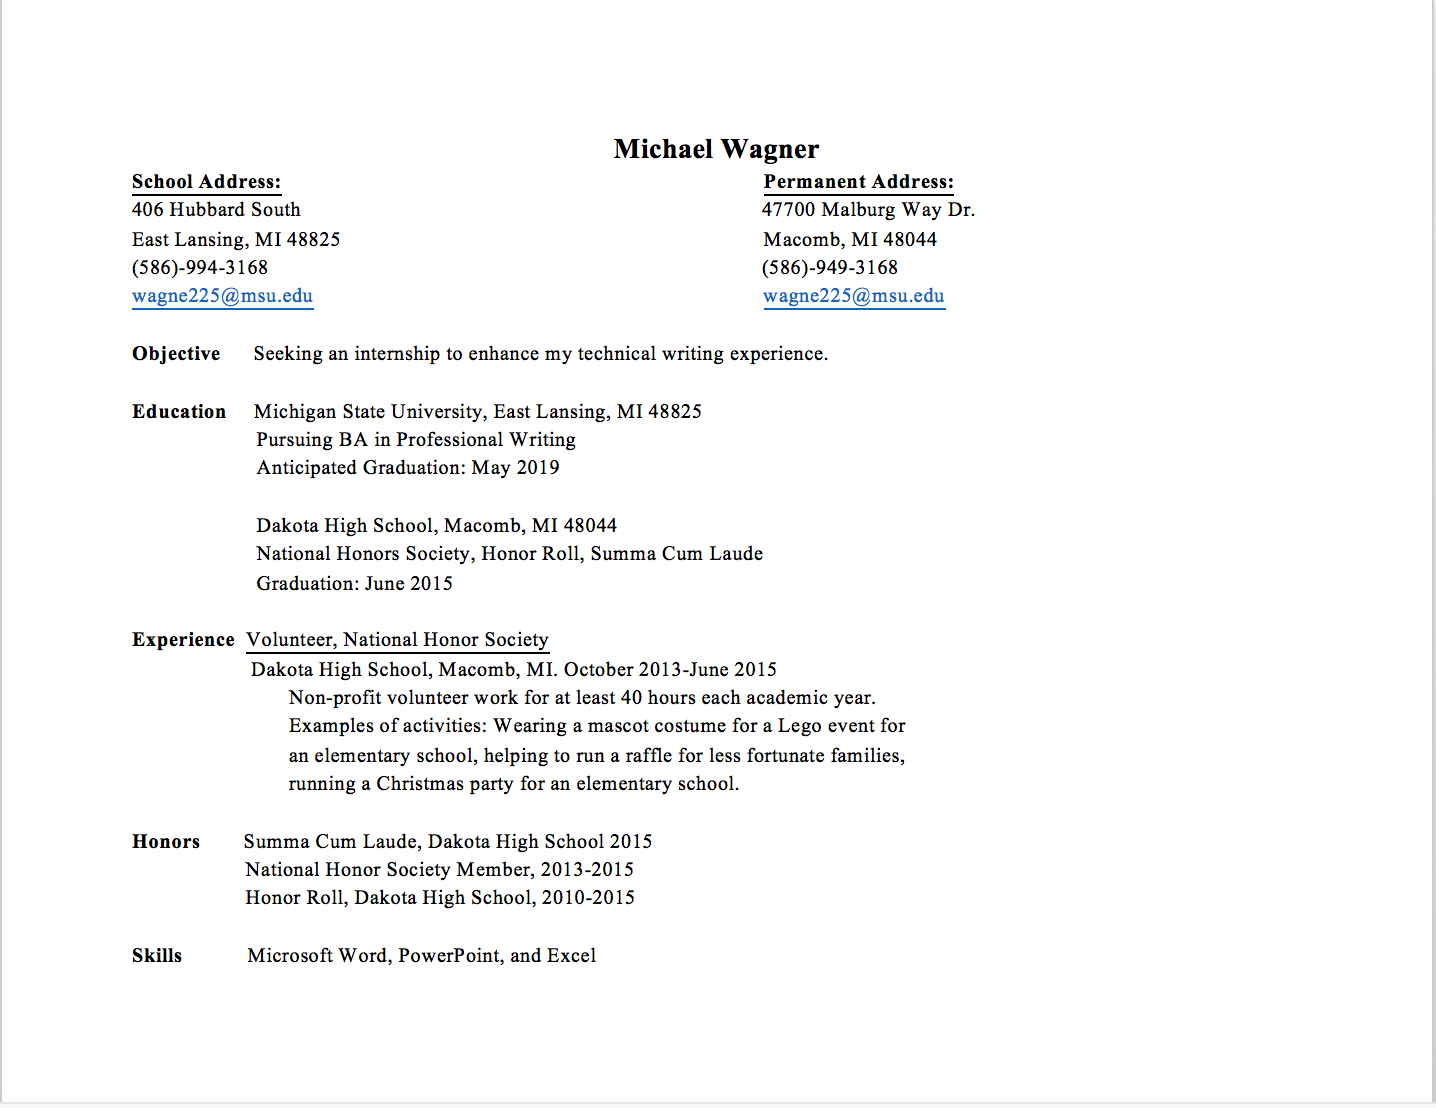 Michael Wagner
School Address: Permanent Address:
406 Hubbard South 47700 Malburg Way Dr.
East Lansing, MI 48825 Macomb, MI 48044
(586)-994-3168 (586)-949-3168
wagne225@msu.edu wagne225@msu.edu
Objective Seeking an internship to enhance my technical writing experience.
Education Michigan State University, East Lansing, MI 48825
Pursuing BA in Professional Writing
Anticipated Graduation: May 2019
Dakota High School, Macomb, MI 48044
National Honors Society, Honor Roll, Summa Cum Laude
Graduation: June 2015
Experience Volunteer, National Honor Society
Dakota High School, Macomb, MI. October 2013-June 2015
Non-profit volunteer work for at least 40 hours each academic year.
Examples of activities: Wearing a mascot costume for a Lego event for
an elementary school, helping to run a raffle for less fortunate families,
running a Christmas party for an elementary school.
Honors Summa Cum Laude, Dakota High School 2015
National Honor Society Member, 2013-2015
Honor Roll, Dakota High School, 2010-2015
Skills Microsoft Word, PowerPoint, and Excel